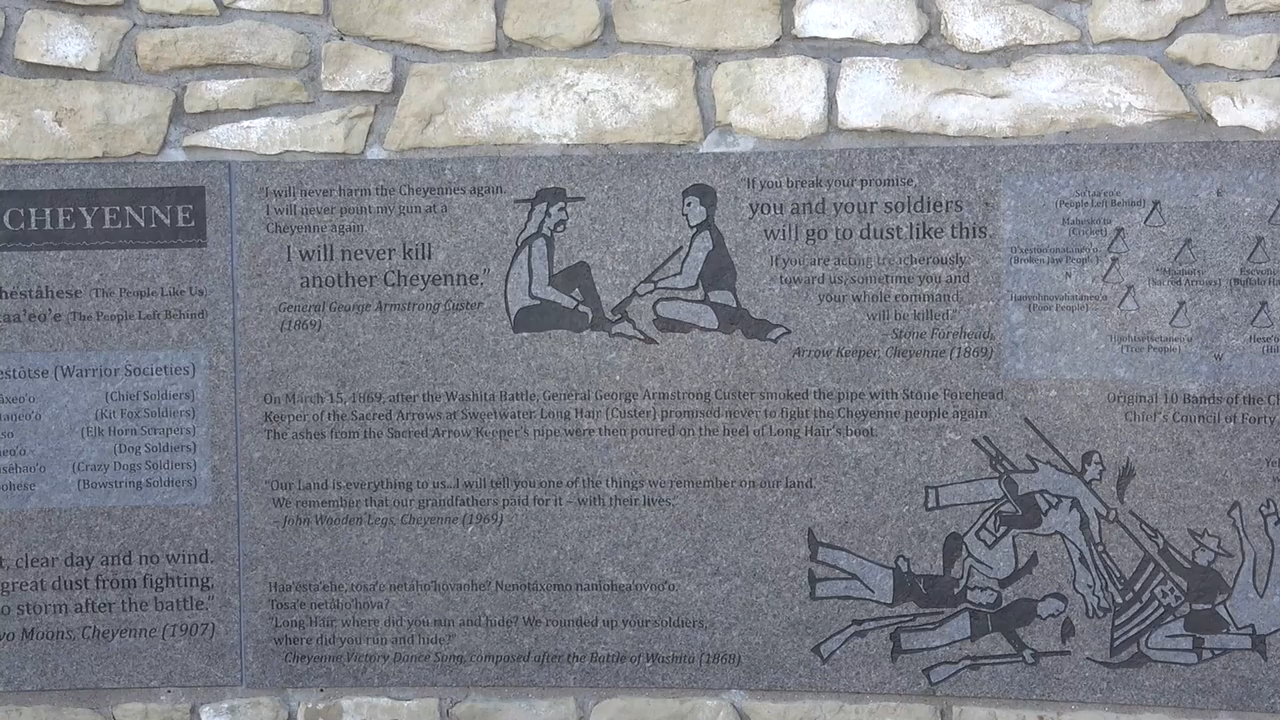 CHEYENNE
(The People Like Us)
(The People Left Behind)
(Warrior Societies)
(Chief Soldiers)
(Kit Fox Soldiers)
(Elk Horn Scrapers)
(Dog Soldiers)
(Crazy Dogs Soldiers)
(Bowstring Soldiers)
clear day and no wind.
great dust from fighting,
storm after the battle."
Moons, Cheyenne (1907)
"I will never harm the Cheyennes again.
I will never point my gun at a
Cheyenne again
I will never kill
another Cheyenne."
General George Armstrong Custer
(1869)
"If you break your promise,
you and your soldiers
will go to dust like this.
If you are acting treacherously
toward us, sometime you and
your whole command
will be killed."
–Stone Forehead,
Arrow Keeper, Cheyenne (1869)
On March 15, 1869, after the Washita Battle, General George Armstrong Custer smoked the pipe with Stone Forehead
Keeper of the Sacred Arrows at Sweetwater Long Hair (Custer) promised never to fight the Cheyenne people again
The ashes from the Sacred Arrow Keeper's pipe were then poured on the heel of Long Hair's boot.
"Our Land is everything to us...I will tell you one of the things we remember on our land.
We remember that our grandfathers paid for it – with their lives."
– John Wooden Legs, Cheyenne (1969)
Haa'ėsta'ehe, tosa'e netáho'hovanhe? Nenotáxemo namȯhea'ovno'o.
Tosa'e netáho'hova?
"Long Hair, where did you run and hide? We rounded up your soldiers,
where did you run and hide?"
Cheyenne Victory Dance Song, composed after the Battle of Washita (1868)
E
(People Left Behind)
(Cricket)
(Broken Jaw People)
N
(Sacred Arrows)
(Poor People)
(Tree People)
W
Original 10 Bands of the
Chief's Council of Forty